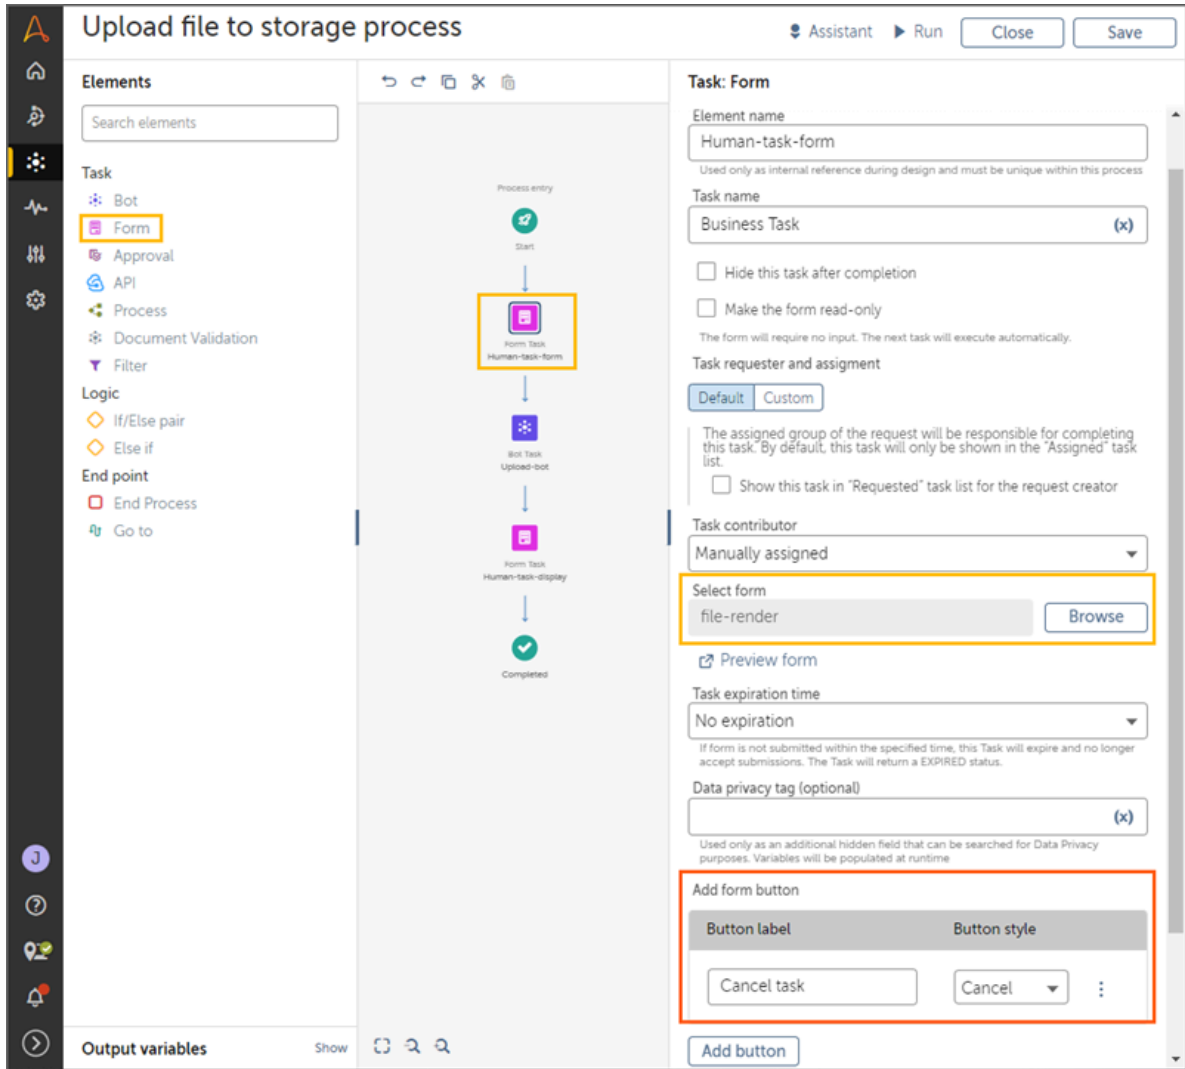 Upload file to storage process
Assistant
Run
Close
Save
Elements
Search elements
Task
Bot
Form
Approval
API
Process
Document Validation
Filter
Logic
If/Else pair
Else if
End point
End Process
Go to
J
Output variables
Show
Process entry
Start
Form Task
Human-task-form
Bot Task
Upload-bot
Form Task
Human-task-display
Completed
Task: Form
Element name
Human-task-form
Used only as internal reference during design and must be unique within this process
Task name
Business Task
(x)
Hide this task after completion
Make the form read-only
The form will require no input. The next task will execute automatically.
Task requester and assigment
Default
Custom
The assigned group of the request will be responsible for completing
this task. By default, this task will only be shown in the "Assigned" task
list.
Show this task in "Requested" task list for the request creator
Task contributor
Manually assigned
Select form
file-render
Browse
Preview form
Task expiration time
No expiration
If form is not submitted within the specified time, this Task will expire and no longer
accept submissions. The Task will return a EXPIRED status.
Data privacy tag (optional)
(x)
Used only as an additional hidden field that can be searched for Data Privacy
purposes. Variables will be populated at runtime
Add form button
Button label
Button style
Cancel task
Cancel
Add button